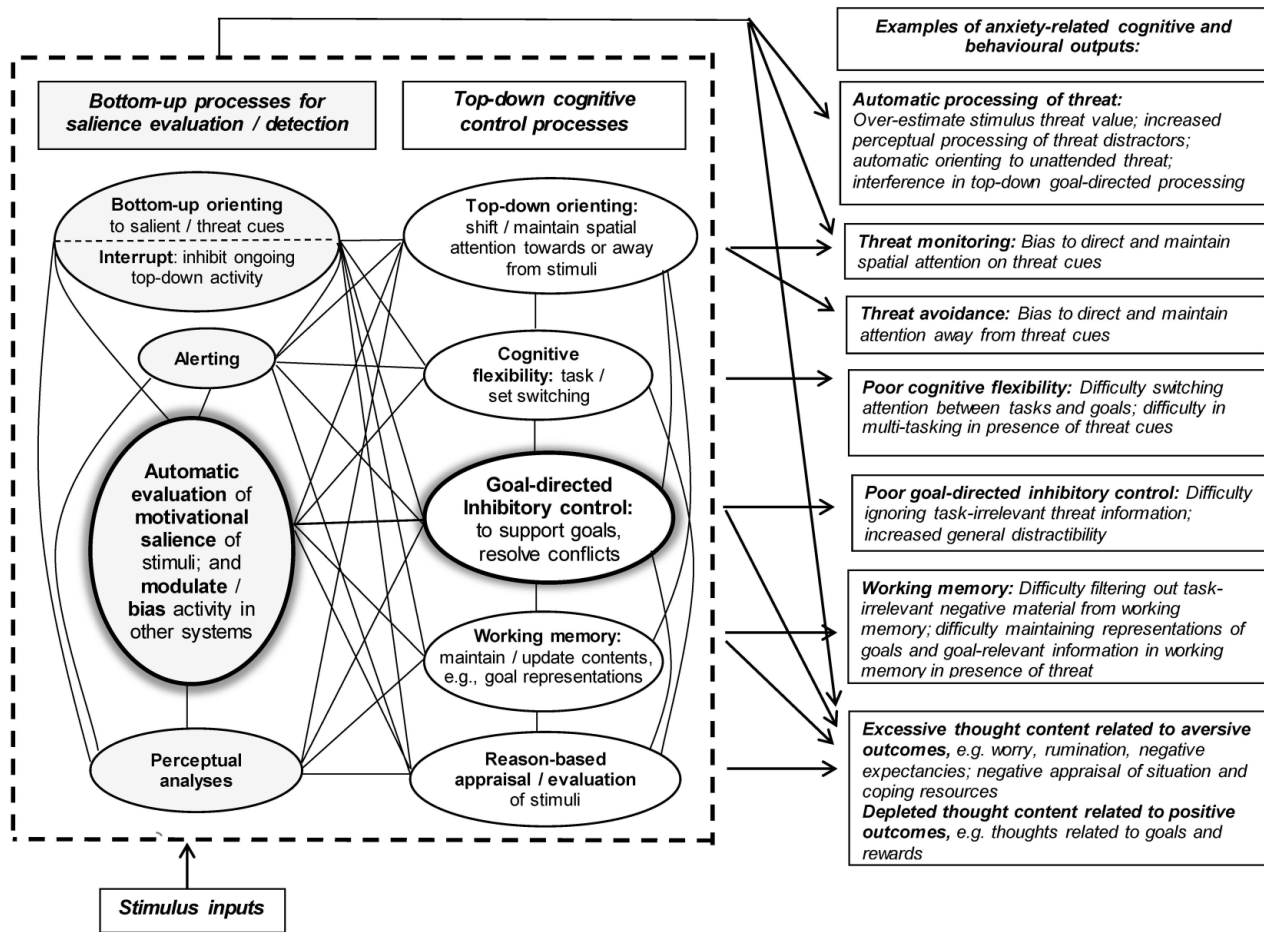 Examples of anxiety-related cognitive and
behavioural outputs:
Bottom-up processes for
salience evaluation / detection
Top-down cognitive
control processes
Bottom-up orienting
to salient / threat cues
Interrupt: inhibit ongoing
top-down activity
Alerting
Automatic
evaluation of
motivational
salience of
stimuli; and
modulate /
bias activity in
other systems
Perceptual
analyses
Top-down orienting:
shift / maintain spatial
attention towards or away
from stimuli
Cognitive
flexibility: task /
set switching
Goal-directed
Inhibitory control:
to support goals,
resolve conflicts
Working memory:
maintain / update contents,
e.g., goal representations
Reason-based
appraisal / evaluation
of stimuli
Automatic processing of threat:
Over-estimate stimulus threat value; increased
perceptual processing of threat distractors;
automatic orienting to unattended threat;
interference in top-down goal-directed processing
Threat monitoring: Bias to direct and maintain
spatial attention on threat cues
Threat avoidance: Bias to direct and maintain
attention away from threat cues
Poor cognitive flexibility: Difficulty switching
attention between tasks and goals; difficulty in
multi-tasking in presence of threat cues
Poor goal-directed inhibitory control: Difficulty
ignoring task-irrelevant threat information;
increased general distractibility
Working memory: Difficulty filtering out task-
irrelevant negative material from working
memory; difficulty maintaining representations of
goals and goal-relevant information in working
memory in presence of threat
Excessive thought content related to aversive
outcomes, e.g. worry, rumination, negative
expectancies; negative appraisal of situation and
coping resources
Depleted thought content related to positive
outcomes, e.g. thoughts related to goals and
rewards
Stimulus inputs